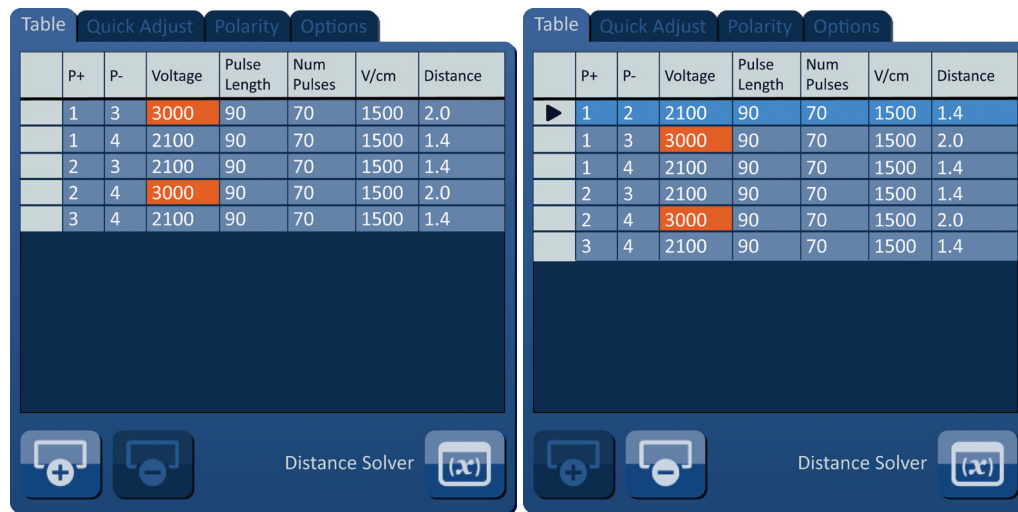 Table Quick Adjust Polarity Options
P+ P- Voltage Pulse Length Num Pulses V/cm Distance
1 3 3000 90 70 1500 2.0
1 4 2100 90 70 1500 1.4
2 3 2100 90 70 1500 1.4
2 4 3000 90 70 1500 2.0
3 4 2100 90 70 1500 1.4
Distance Solver (x)
Table Quick Adjust Polarity Options
P+ P- Voltage Pulse Length Num Pulses V/cm Distance
1 2 2100 90 70 1500 1.4
1 3 3000 90 70 1500 2.0
1 4 2100 90 70 1500 1.4
2 3 2100 90 70 1500 1.4
2 4 3000 90 70 1500 2.0
3 4 2100 90 70 1500 1.4
Distance Solver (x)